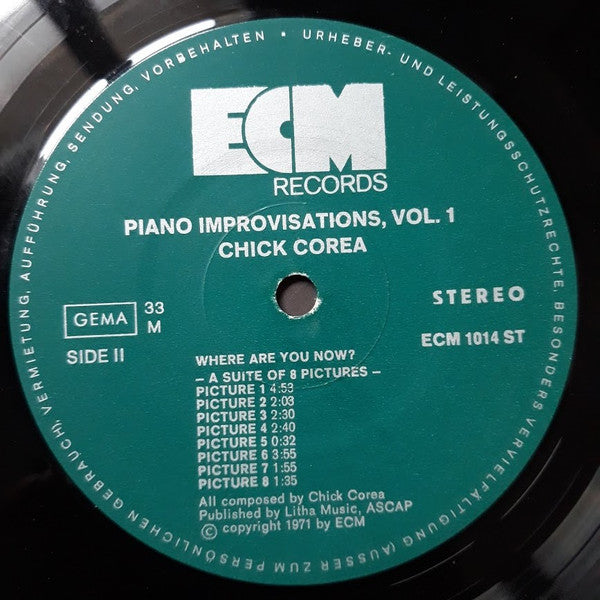 URHEBER- UND LEISTUNGSSCHUTZRECHTE, BESONDERS VERVIELFÄLTIGUNG (AUSSER ZUM PERSÖNLICHEN GEBRAUCH), VERMIETUNG, AUFFÜHRUNG, SENDUNG, VORBEHALTEN •
ECM
RECORDS
PIANO IMPROVISATIONS, VOL. 1
CHICK COREA
GEMA
33
M
SIDE II
STEREO
ECM 1014 ST
WHERE ARE YOU NOW?
– A SUITE OF 8 PICTURES –
PICTURE 1 4:53
PICTURE 2 2:03
PICTURE 3 2:30
PICTURE 4 2:40
PICTURE 5 0:32
PICTURE 6 3:55
PICTURE 7 1:55
PICTURE 8 1:35
All composed by Chick Corea
Published by Litha Music, ASCAP
© copyright 1971 by ECM